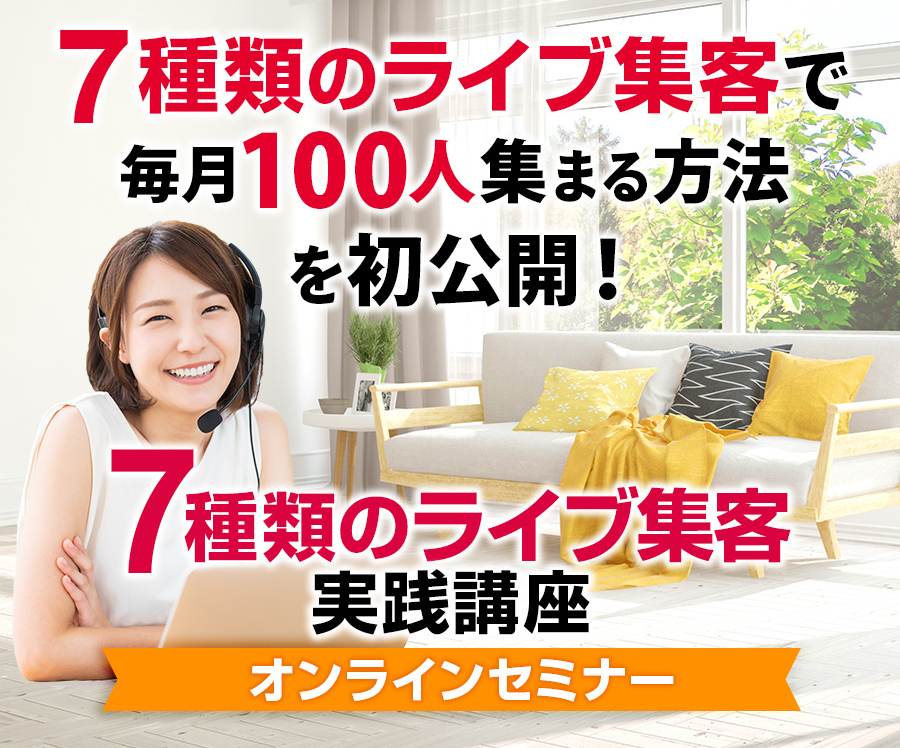 7種類のライブ集客で
毎月100人集まる方法
を初公開！
7種類のライブ集客
実践講座
オンラインセミナー